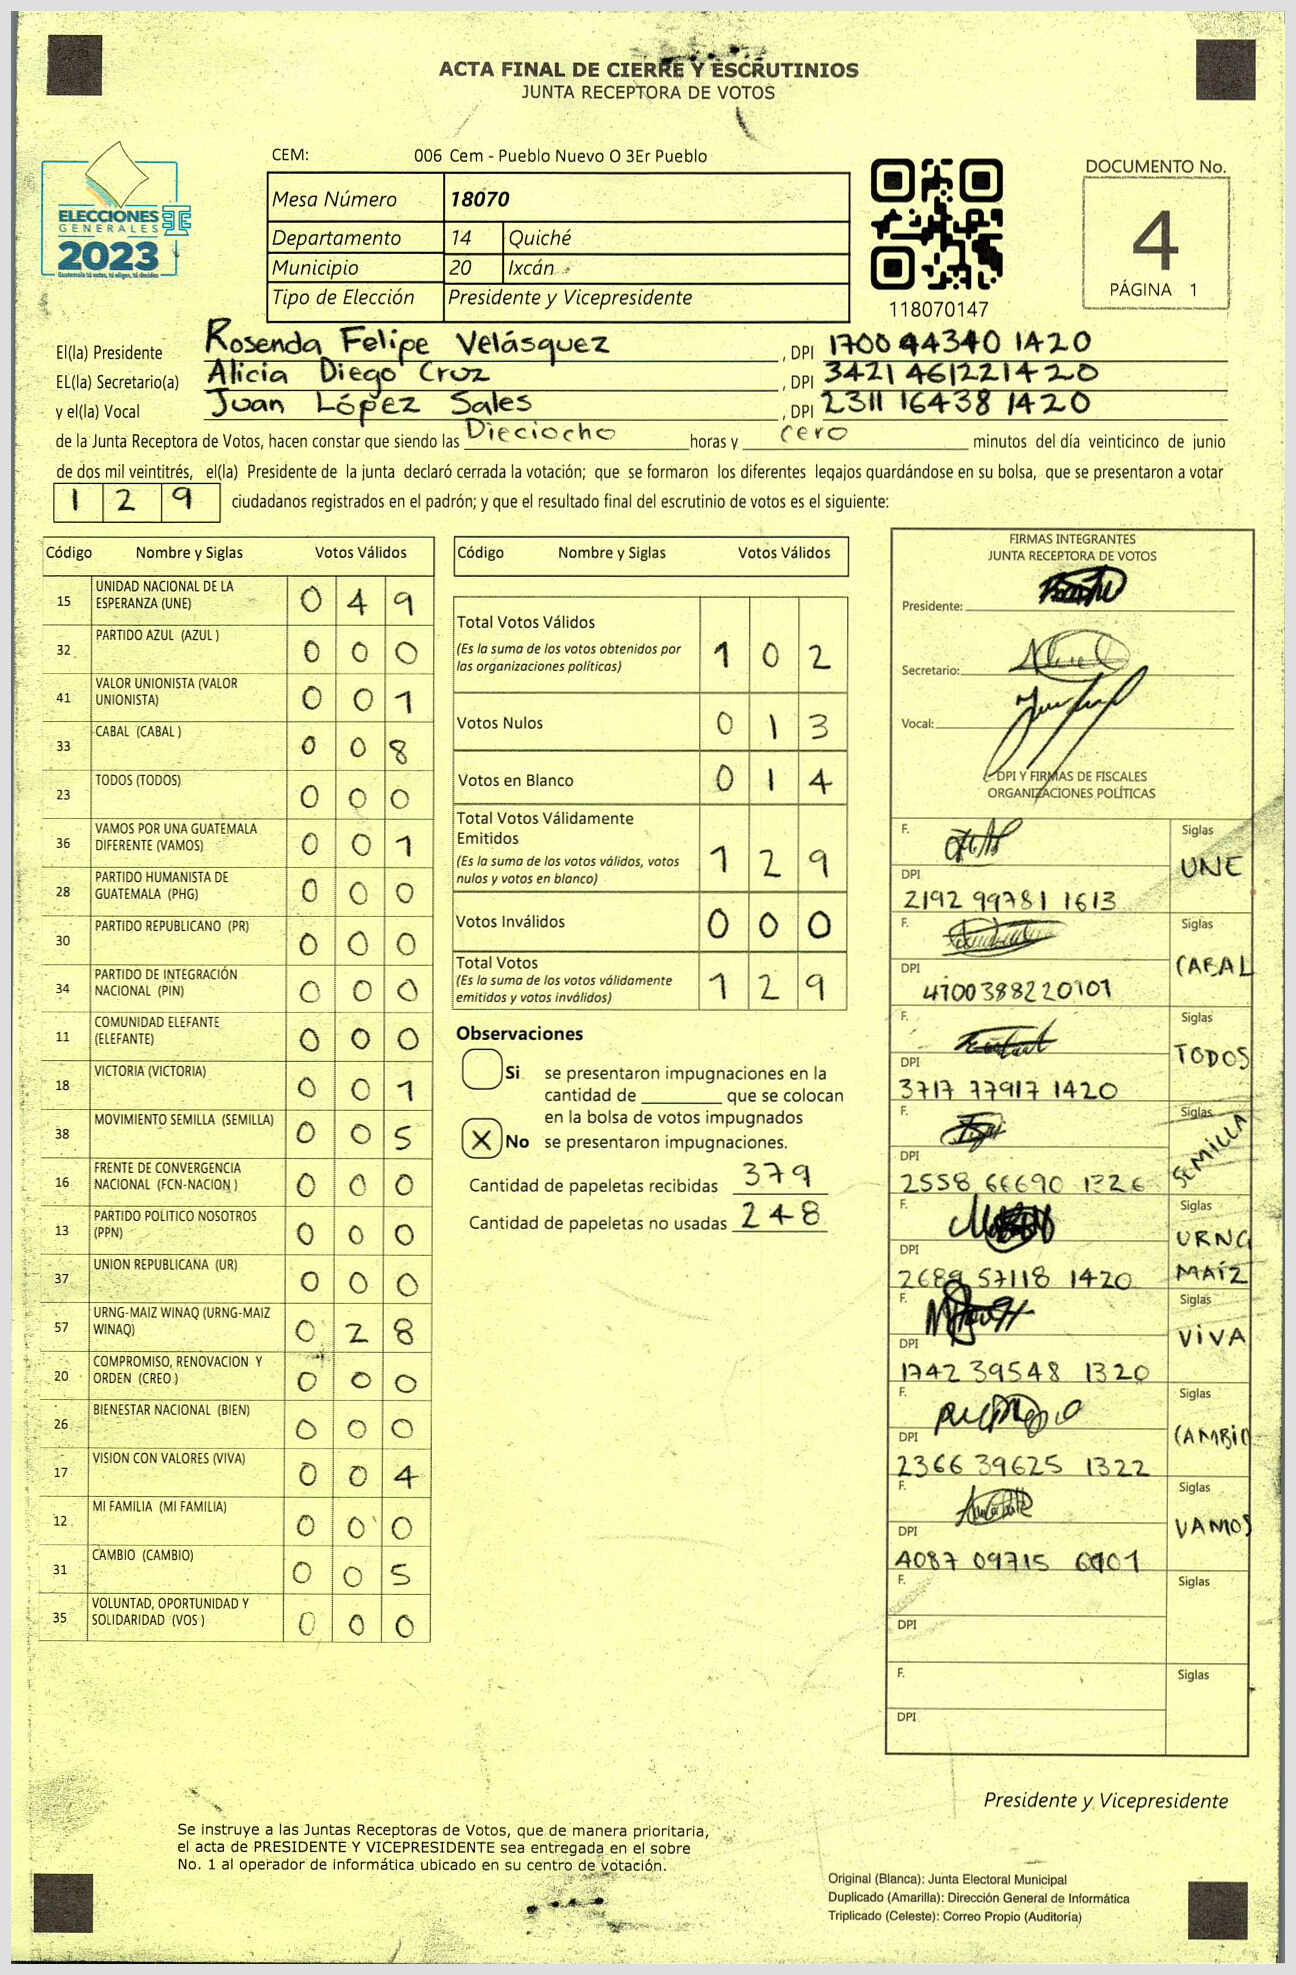 ACTA FINAL DE CIERRE Y ESCRUTINIOS
JUNTA RECEPTORA DE VOTOS
CEM: 006 Cem - Pueblo Nuevo O 3Er Pueblo
DOCUMENTO No.
4
PÁGINA 1
ELECCIONES
GENERALES
2023
Guatemala tú votas, tú eliges, tú decides
Mesa Número 18070
Departamento 14 Quiché
Municipio 20 Ixcán
Tipo de Elección Presidente y Vicepresidente
118070147
El(la) Presidente Rosenda Felipe Velásquez , DPI 1700 44340 1420
EL(la) Secretario(a) Alicia Diego Cruz , DPI 3421 46122 1420
y el(la) Vocal Juan López Sales , DPI 2311 16438 1420
de la Junta Receptora de Votos, hacen constar que siendo las Dieciocho horas y cero minutos del día veinticinco de junio
de dos mil veintitrés, el(la) Presidente de la junta declaró cerrada la votación; que se formaron los diferentes legajos guardándose en su bolsa, que se presentaron a votar
129 ciudadanos registrados en el padrón; y que el resultado final del escrutinio de votos es el siguiente:
Código Nombre y Siglas Votos Válidos
15 UNIDAD NACIONAL DE LA ESPERANZA (UNE) 0 4 9
32 PARTIDO AZUL (AZUL ) 0 0 0
41 VALOR UNIONISTA (VALOR UNIONISTA) 0 0 1
33 CABAL (CABAL ) 0 0 8
23 TODOS (TODOS) 0 0 0
36 VAMOS POR UNA GUATEMALA DIFERENTE (VAMOS) 0 0 1
28 PARTIDO HUMANISTA DE GUATEMALA (PHG) 0 0 0
30 PARTIDO REPUBLICANO (PR) 0 0 0
34 PARTIDO DE INTEGRACIÓN NACIONAL (PIN) 0 0 0
11 COMUNIDAD ELEFANTE (ELEFANTE) 0 0 0
18 VICTORIA (VICTORIA) 0 0 1
38 MOVIMIENTO SEMILLA (SEMILLA) 0 0 5
16 FRENTE DE CONVERGENCIA NACIONAL (FCN-NACION ) 0 0 0
13 PARTIDO POLITICO NOSOTROS (PPN) 0 0 0
37 UNION REPUBLICANA (UR) 0 0 0
57 URNG-MAIZ WINAQ (URNG-MAIZ WINAQ) 0 2 8
20 COMPROMISO, RENOVACION Y ORDEN (CREO ) 0 0 0
26 BIENESTAR NACIONAL (BIEN) 0 0 0
17 VISION CON VALORES (VIVA) 0 0 4
12 MI FAMILIA (MI FAMILIA) 0 0 0
31 CAMBIO (CAMBIO) 0 0 5
35 VOLUNTAD, OPORTUNIDAD Y SOLIDARIDAD (VOS ) 0 0 0
Código Nombre y Siglas Votos Válidos
Total Votos Válidos
(Es la suma de los votos obtenidos por
las organizaciones políticas) 1 0 2
Votos Nulos 0 1 3
Votos en Blanco 0 1 4
Total Votos Válidamente
Emitidos
(Es la suma de los votos válidos, votos
nulos y votos en blanco) 1 2 9
Votos Inválidos 0 0 0
Total Votos
(Es la suma de los votos válidamente
emitidos y votos inválidos) 1 2 9
Observaciones
Si se presentaron impugnaciones en la
cantidad de ________ que se colocan
en la bolsa de votos impugnados
X No se presentaron impugnaciones.
Cantidad de papeletas recibidas 379
Cantidad de papeletas no usadas 248
FIRMAS INTEGRANTES
JUNTA RECEPTORA DE VOTOS
Presidente:
Secretario:
Vocal:
DPI Y FIRMAS DE FISCALES
ORGANIZACIONES POLÍTICAS
F. Siglas UNE
DPI 2192 99781 1613
F. Siglas CABAL
DPI 4100388220101
F. Siglas TODOS
DPI 3717 77917 1420
F. Siglas SEMILLA
DPI 2558 66690 1326
F. Siglas URNG MAÍZ
DPI 2689 57118 1420
F. Siglas VIVA
DPI 1742 39548 1320
F. Siglas CAMBIO
DPI 2366 39625 1322
F. Siglas VAMOS
DPI 4087 09715
F. Siglas
DPI
F. Siglas
DPI
Presidente y Vicepresidente
Se instruye a las Juntas Receptoras de Votos, que de manera prioritaria,
el acta de PRESIDENTE Y VICEPRESIDENTE sea entregada en el sobre
No. 1 al operador de informática ubicado en su centro de votación.
Original (Blanca): Junta Electoral Municipal
Duplicado (Amarilla): Dirección General de Informática
Triplicado (Celeste): Correo Propio (Auditoría)